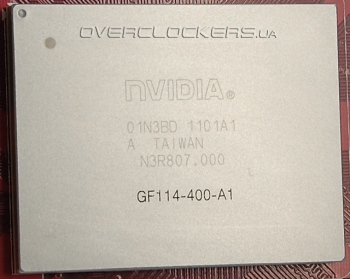 OVERCLOCKERS.UA
NVIDIA®
01N3BD 1101A1
A TAIWAN
N3R807.000
GF114-400-A1